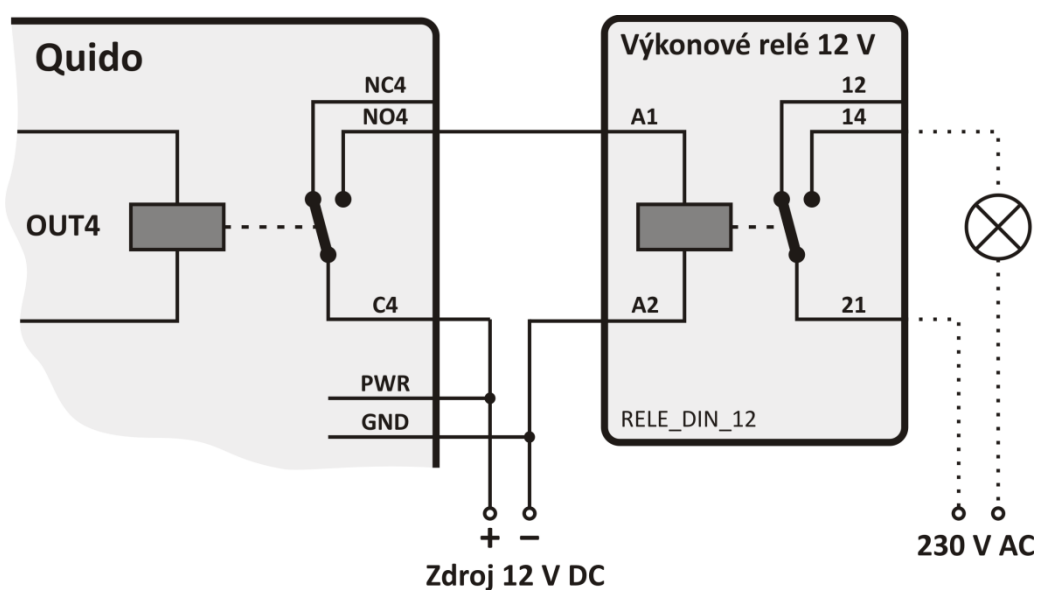 Quido
NC4
NO4
OUT4
C4
PWR
GND
Výkonové relé 12 V
12
14
A1
A2
21
RELE_DIN_12
+ −
Zdroj 12 V DC
230 V AC